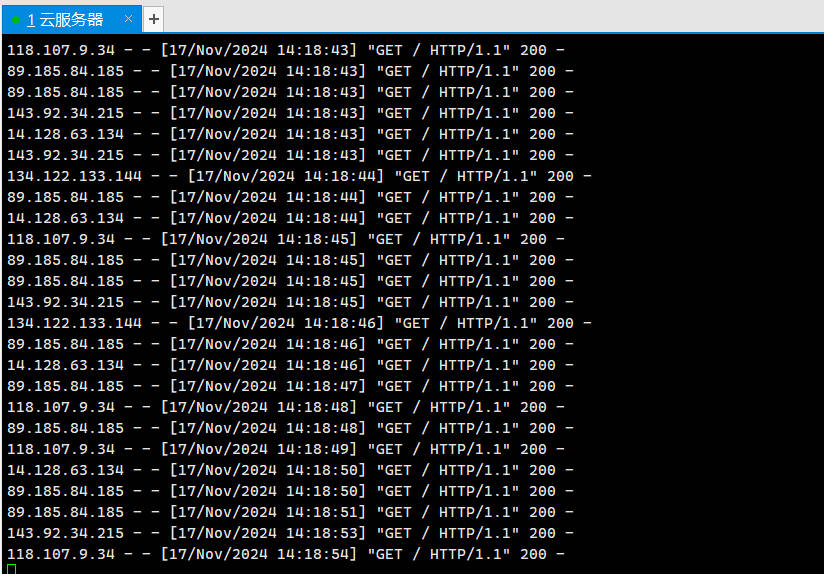 1 云服务器 × +
118.107.9.34 - - [17/Nov/2024 14:18:43] "GET / HTTP/1.1" 200 -
89.185.84.185 - - [17/Nov/2024 14:18:43] "GET / HTTP/1.1" 200 -
89.185.84.185 - - [17/Nov/2024 14:18:43] "GET / HTTP/1.1" 200 -
143.92.34.215 - - [17/Nov/2024 14:18:43] "GET / HTTP/1.1" 200 -
14.128.63.134 - - [17/Nov/2024 14:18:43] "GET / HTTP/1.1" 200 -
143.92.34.215 - - [17/Nov/2024 14:18:43] "GET / HTTP/1.1" 200 -
134.122.133.144 - - [17/Nov/2024 14:18:44] "GET / HTTP/1.1" 200 -
89.185.84.185 - - [17/Nov/2024 14:18:44] "GET / HTTP/1.1" 200 -
14.128.63.134 - - [17/Nov/2024 14:18:44] "GET / HTTP/1.1" 200 -
118.107.9.34 - - [17/Nov/2024 14:18:45] "GET / HTTP/1.1" 200 -
89.185.84.185 - - [17/Nov/2024 14:18:45] "GET / HTTP/1.1" 200 -
89.185.84.185 - - [17/Nov/2024 14:18:45] "GET / HTTP/1.1" 200 -
143.92.34.215 - - [17/Nov/2024 14:18:45] "GET / HTTP/1.1" 200 -
134.122.133.144 - - [17/Nov/2024 14:18:46] "GET / HTTP/1.1" 200 -
89.185.84.185 - - [17/Nov/2024 14:18:46] "GET / HTTP/1.1" 200 -
14.128.63.134 - - [17/Nov/2024 14:18:46] "GET / HTTP/1.1" 200 -
89.185.84.185 - - [17/Nov/2024 14:18:47] "GET / HTTP/1.1" 200 -
118.107.9.34 - - [17/Nov/2024 14:18:48] "GET / HTTP/1.1" 200 -
89.185.84.185 - - [17/Nov/2024 14:18:48] "GET / HTTP/1.1" 200 -
118.107.9.34 - - [17/Nov/2024 14:18:49] "GET / HTTP/1.1" 200 -
14.128.63.134 - - [17/Nov/2024 14:18:50] "GET / HTTP/1.1" 200 -
89.185.84.185 - - [17/Nov/2024 14:18:50] "GET / HTTP/1.1" 200 -
89.185.84.185 - - [17/Nov/2024 14:18:51] "GET / HTTP/1.1" 200 -
143.92.34.215 - - [17/Nov/2024 14:18:53] "GET / HTTP/1.1" 200 -
118.107.9.34 - - [17/Nov/2024 14:18:54] "GET / HTTP/1.1" 200 -